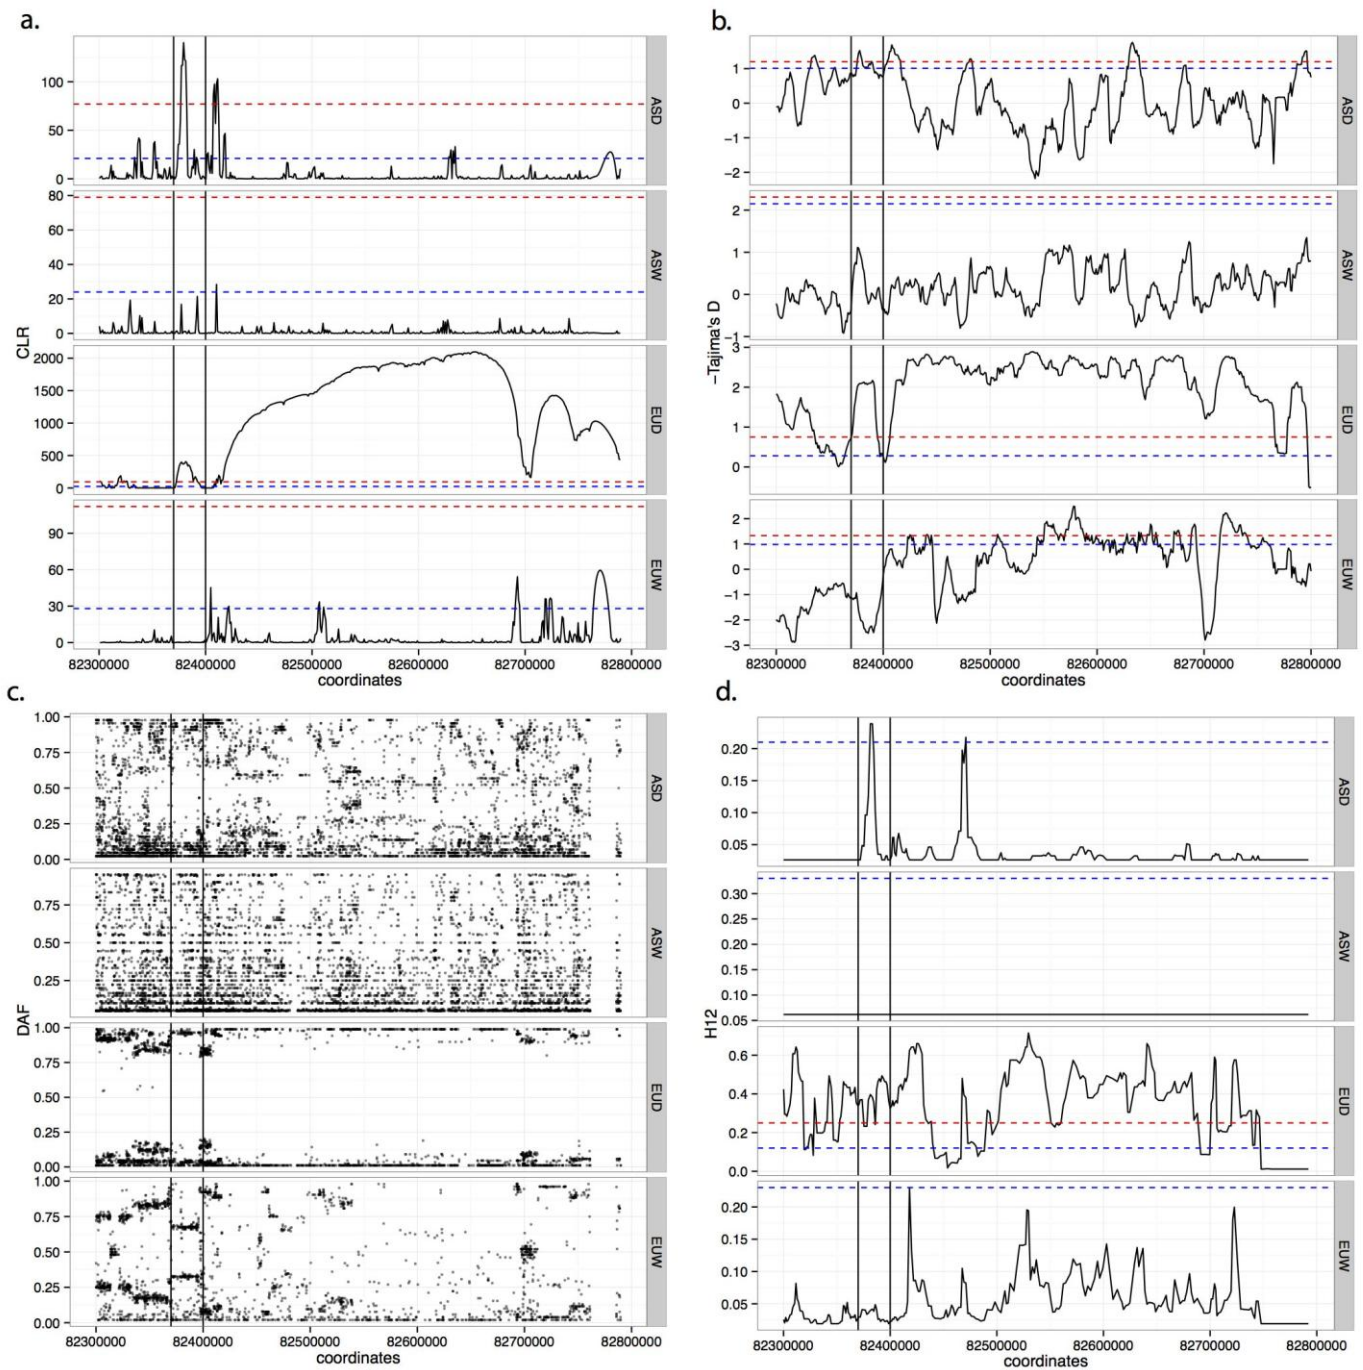 a.
100
50
0
ASD
80
60
40
20
0
ASW
CLR
2000
1500
1000
500
0
EUD
90
60
30
0
EUW
82300000 82400000 82500000 82600000 82700000 82800000
coordinates
b.
1
0
−1
−2
ASD
2
1
0
−1
ASW
−Tajima's D
3
2
1
0
EUD
2
1
0
−1
−2
−3
EUW
82300000 82400000 82500000 82600000 82700000 82800000
coordinates
c.
1.00
0.75
0.50
0.25
0.00
ASD
0.75
0.50
0.25
ASW
DAF
1.00
0.75
0.50
0.25
0.00
EUD
1.00
0.75
0.50
0.25
0.00
EUW
82300000 82400000 82500000 82600000 82700000 82800000
coordinates
d.
0.20
0.15
0.10
0.05
ASD
0.30
0.25
0.20
0.15
0.10
0.05
ASW
H12
0.6
0.4
0.2
0.0
EUD
0.20
0.15
0.10
0.05
EUW
82300000 82400000 82500000 82600000 82700000 82800000
coordinates